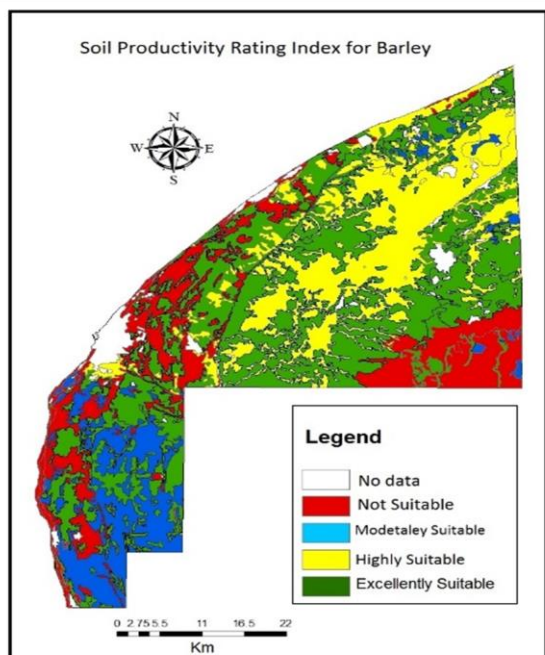 Soil Productivity Rating Index for Barley
N
W E
S
Legend
No data
Not Suitable
Modetaley Suitable
Highly Suitable
Excellently Suitable
0 2.75 5.5 11 16.5 22
Km